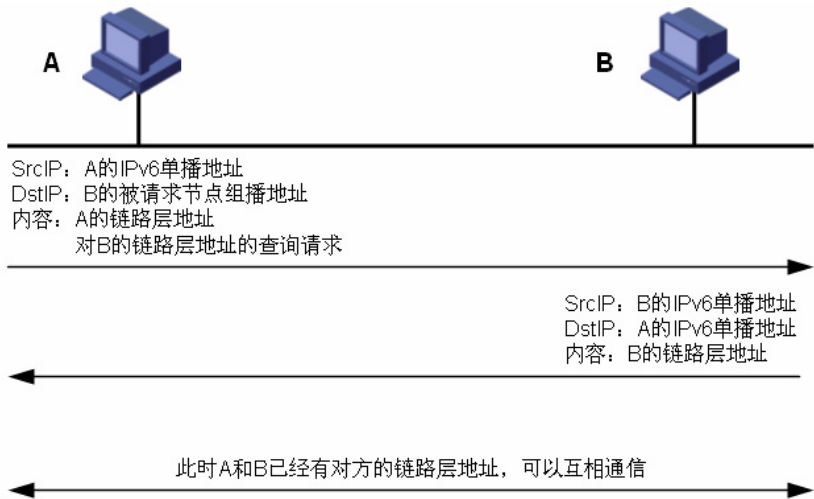 A
B
SrcIP：A的IPv6单播地址
DstIP：B的被请求节点组播地址
内容：A的链路层地址
对B的链路层地址的查询请求
SrcIP：B的IPv6单播地址
DstIP：A的IPv6单播地址
内容：B的链路层地址
此时A和B已经有对方的链路层地址，可以互相通信